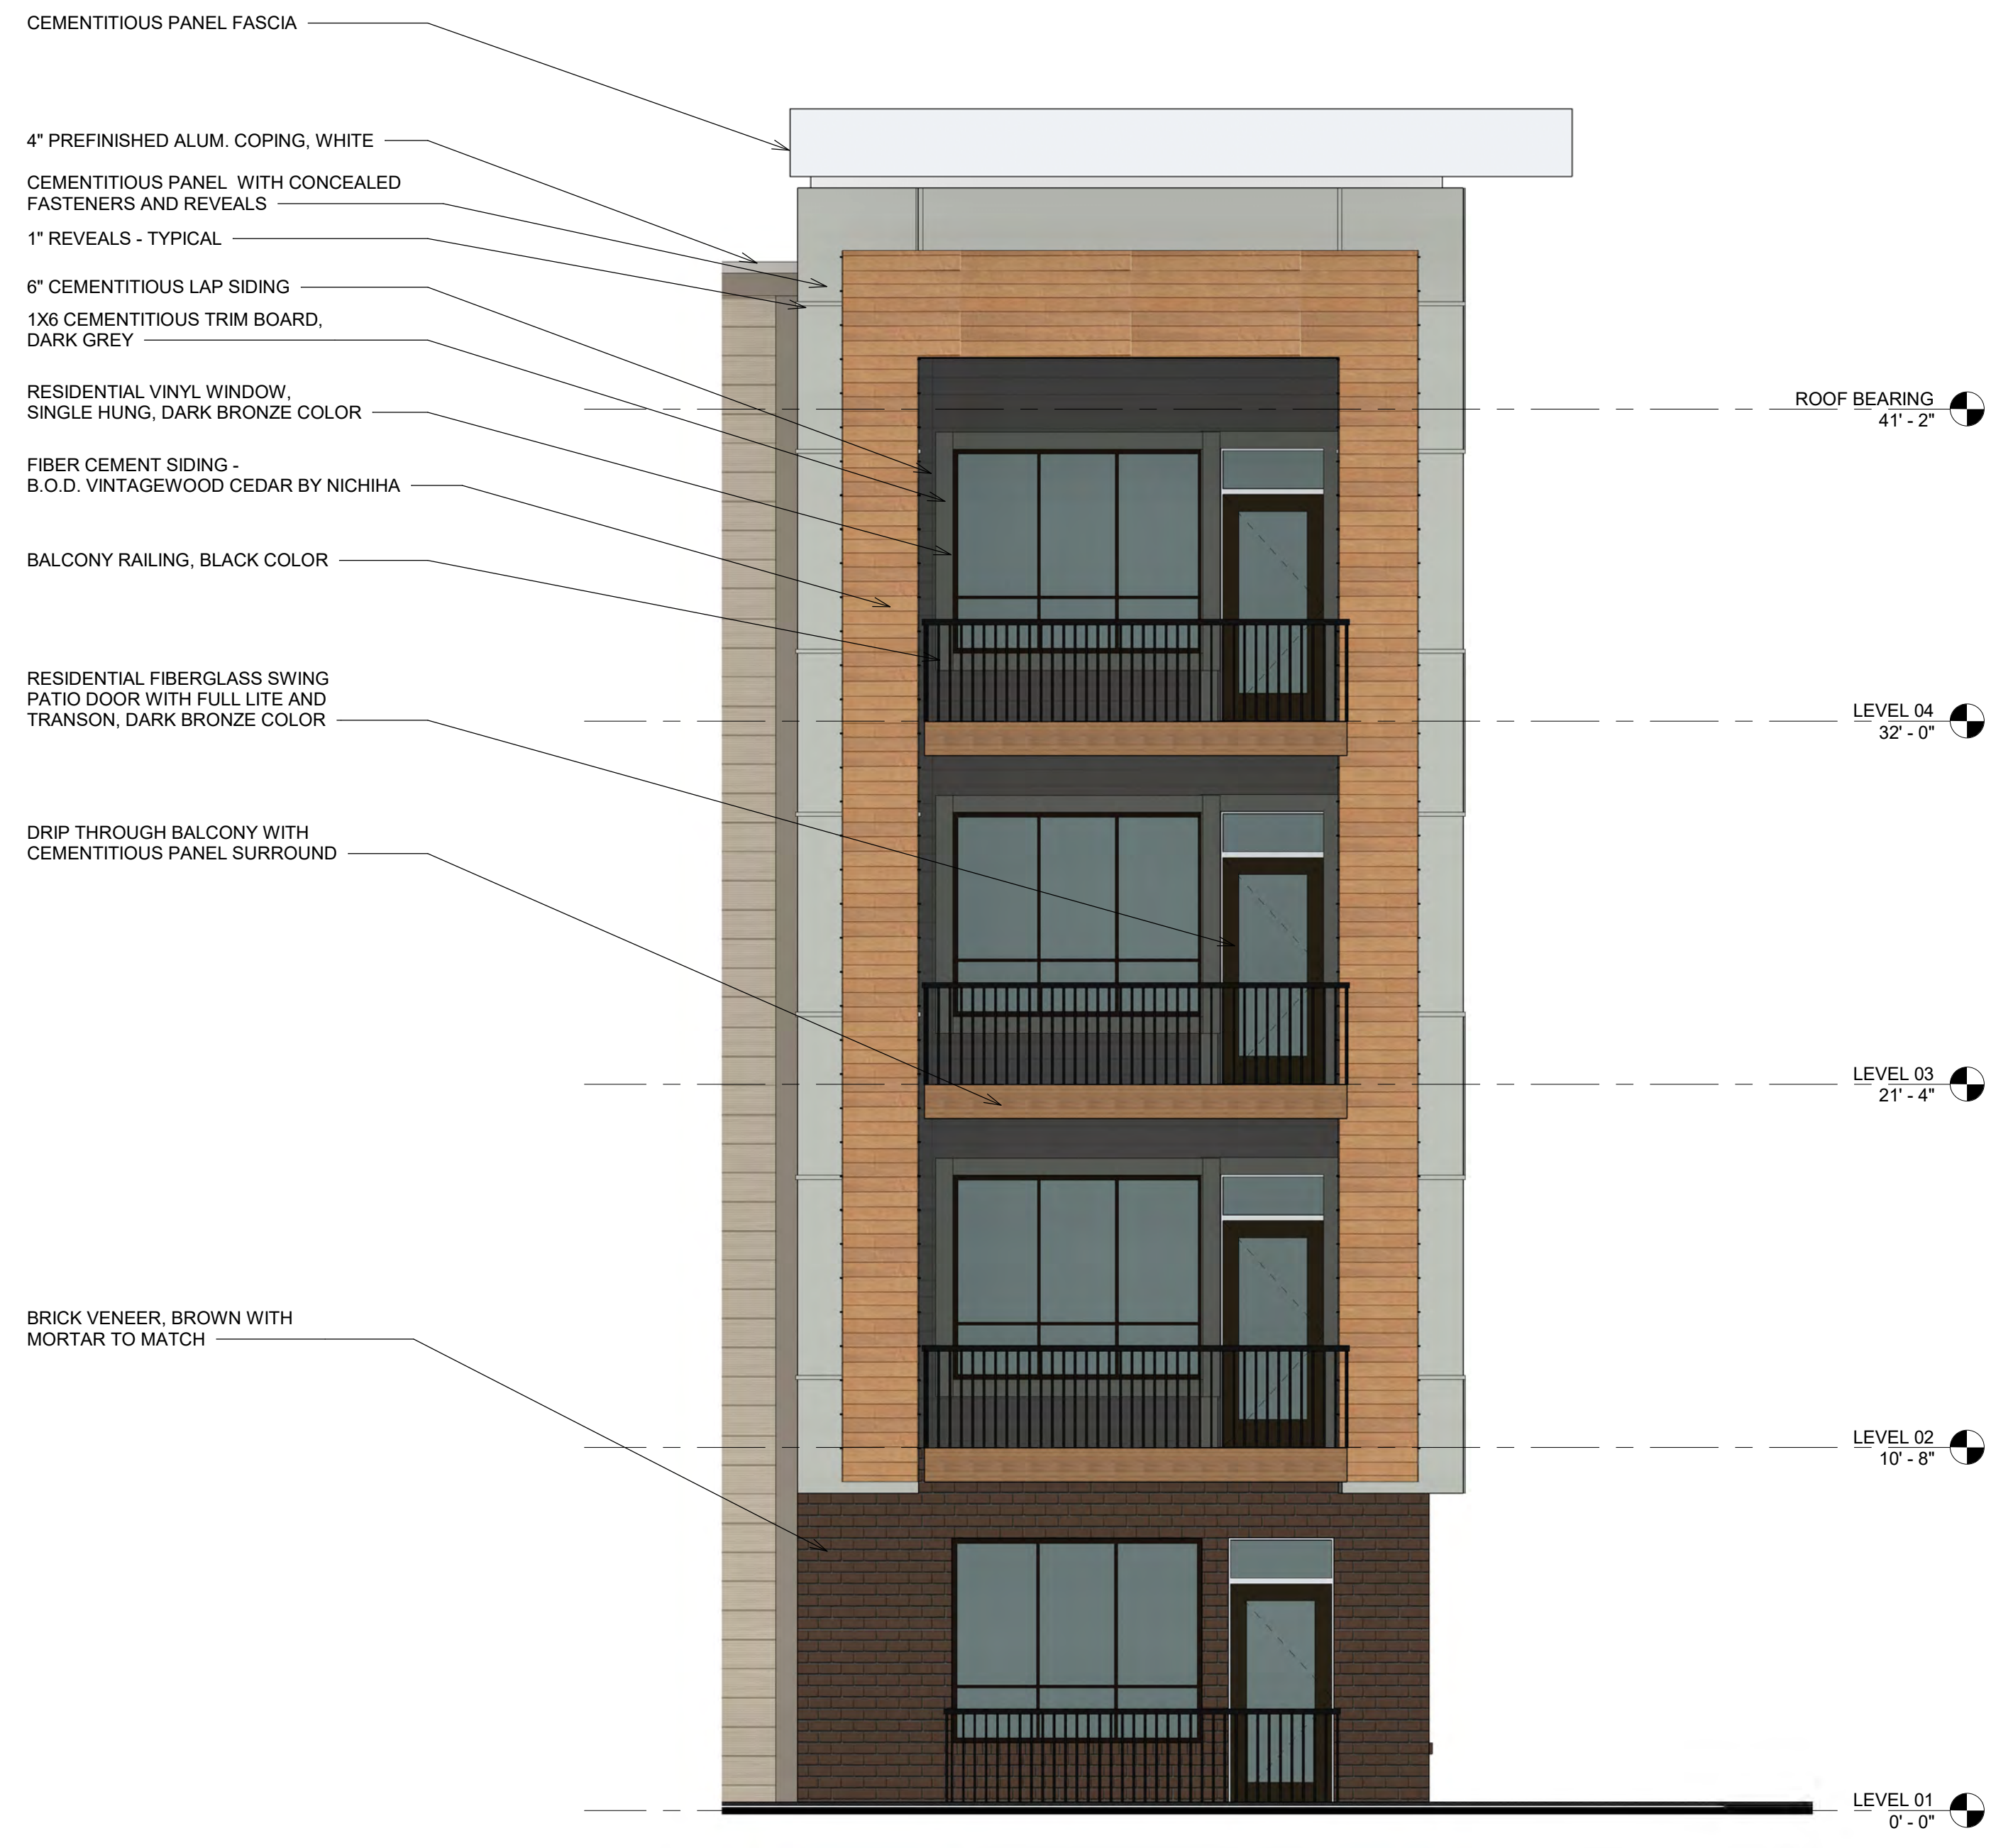 CEMENTITIOUS PANEL FASCIA
4" PREFINISHED ALUM. COPING, WHITE
CEMENTITIOUS PANEL WITH CONCEALED
FASTENERS AND REVEALS
1" REVEALS - TYPICAL
6" CEMENTITIOUS LAP SIDING
1X6 CEMENTITIOUS TRIM BOARD,
DARK GREY
RESIDENTIAL VINYL WINDOW,
SINGLE HUNG, DARK BRONZE COLOR
FIBER CEMENT SIDING -
B.O.D. VINTAGEWOOD CEDAR BY NICHIHA
BALCONY RAILING, BLACK COLOR
RESIDENTIAL FIBERGLASS SWING
PATIO DOOR WITH FULL LITE AND
TRANSON, DARK BRONZE COLOR
DRIP THROUGH BALCONY WITH
CEMENTITIOUS PANEL SURROUND
BRICK VENEER, BROWN WITH
MORTAR TO MATCH
ROOF BEARING
41' - 2"
LEVEL 04
32' - 0"
LEVEL 03
21' - 4"
LEVEL 02
10' - 8"
LEVEL 01
0' - 0"